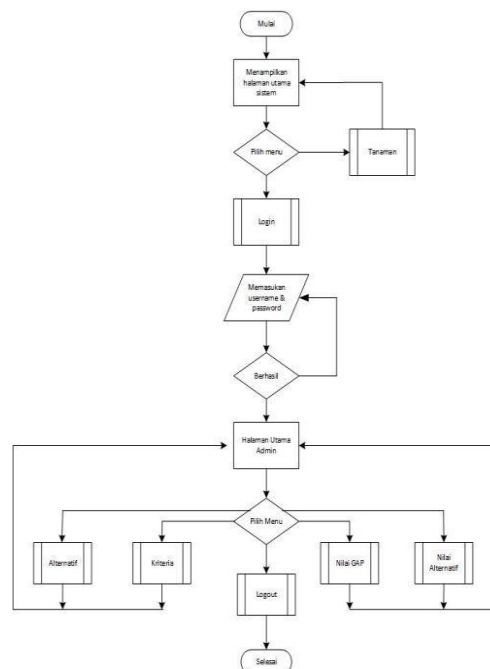 Mulai
Menampilkan
halaman utama
sistem
Pilih menu
Tanaman
Login
Memasukan
username &
password
Berhasil
Halaman Utama
Admin
Pilih Menu
Alternatif
Kriteria
Nilai GAP
Nilai
Alternatif
Logout
Selesai